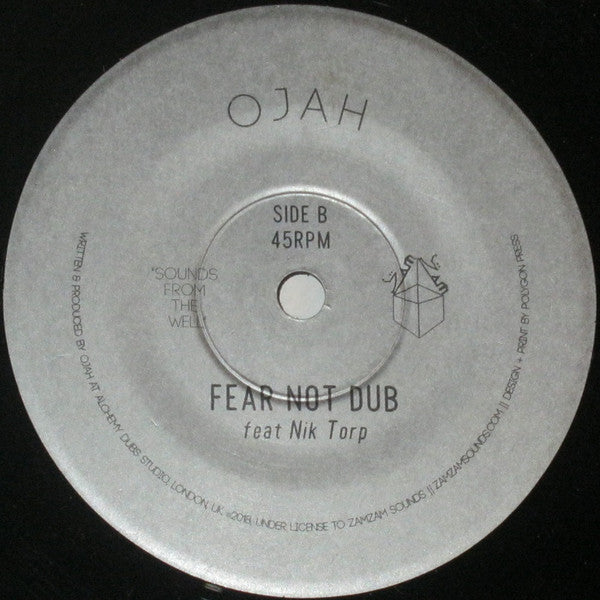 OJAH
SIDE B
45RPM
"SOUNDS
FROM
THE
WELL"
FEAR NOT DUB
feat Nik Torp
WRITTEN & PRODUCED BY OJAH AT ALCHEMY DUBS STUDIO, LONDON, UK. ©2018, UNDER LICENSE TO ZAMZAM SOUNDS // ZAMZAMSOUNDS.COM // DESIGN + PRINT BY POLYGON PRESS